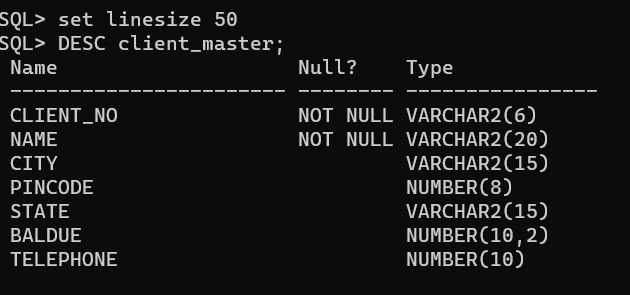 SQL> set linesize 50
SQL> DESC client_master;
 Name                    Null?    Type
 ----------------------- -------- ----------------
 CLIENT_NO               NOT NULL VARCHAR2(6)
 NAME                    NOT NULL VARCHAR2(20)
 CITY                             VARCHAR2(15)
 PINCODE                          NUMBER(8)
 STATE                            VARCHAR2(15)
 BALDUE                           NUMBER(10,2)
 TELEPHONE                        NUMBER(10)